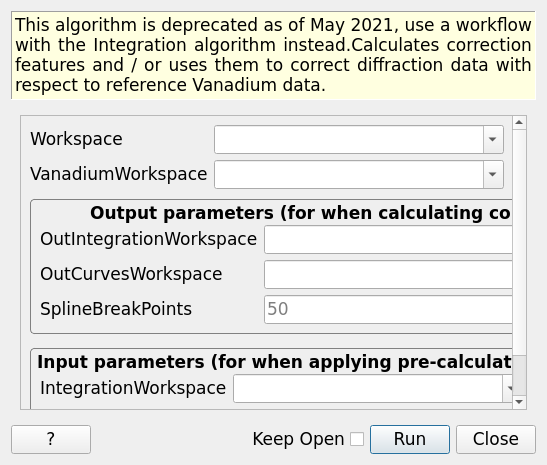 This algorithm is deprecated as of May 2021, use a workflow
with the Integration algorithm instead.Calculates correction
features and / or uses them to correct diffraction data with
respect to reference Vanadium data.
Workspace
VanadiumWorkspace
Output parameters (for when calculating co
OutIntegrationWorkspace
OutCurvesWorkspace
SplineBreakPoints 50
Input parameters (for when applying pre-calculat
IntegrationWorkspace
? Keep Open Run Close